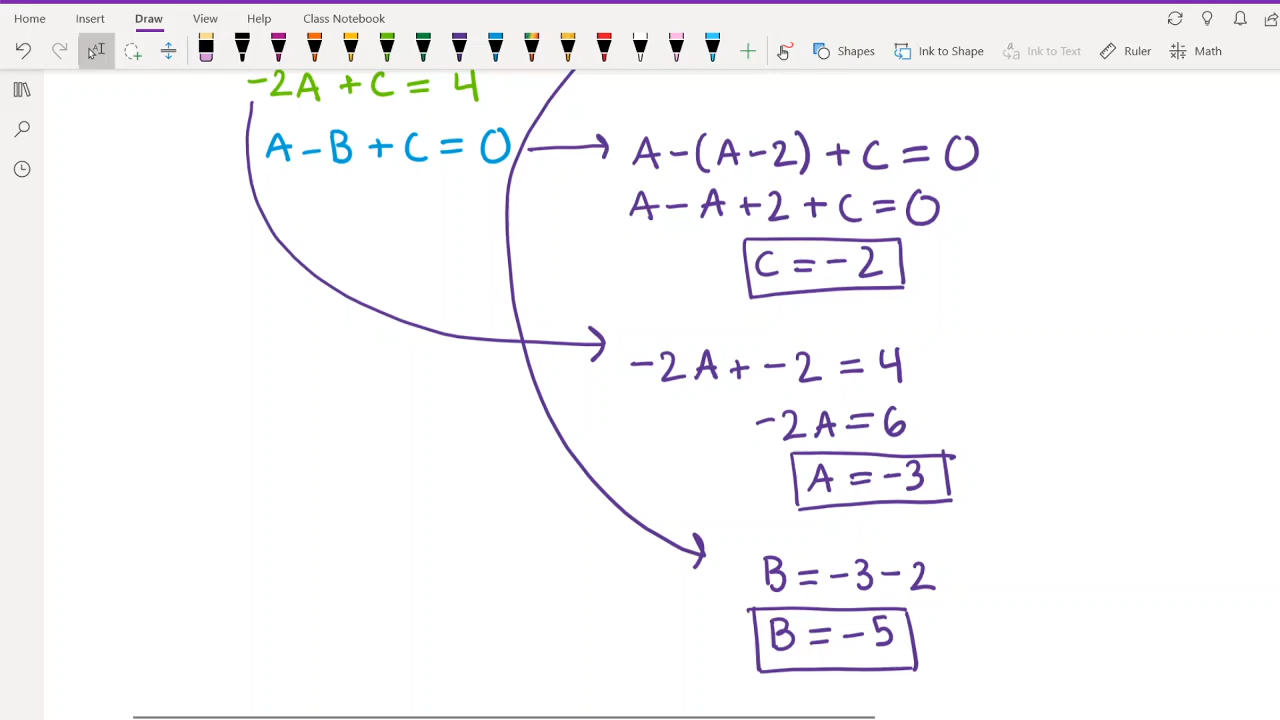 Home Insert Draw View Help Class Notebook
Shapes Ink to Shape Ink to Text Ruler Math
-2A + C = 4
A - B + C = 0
A - (A - 2) + C = 0
A - A + 2 + C = 0
C = -2
-2A + -2 = 4
-2A = 6
A = -3
B = -3 - 2
B = -5